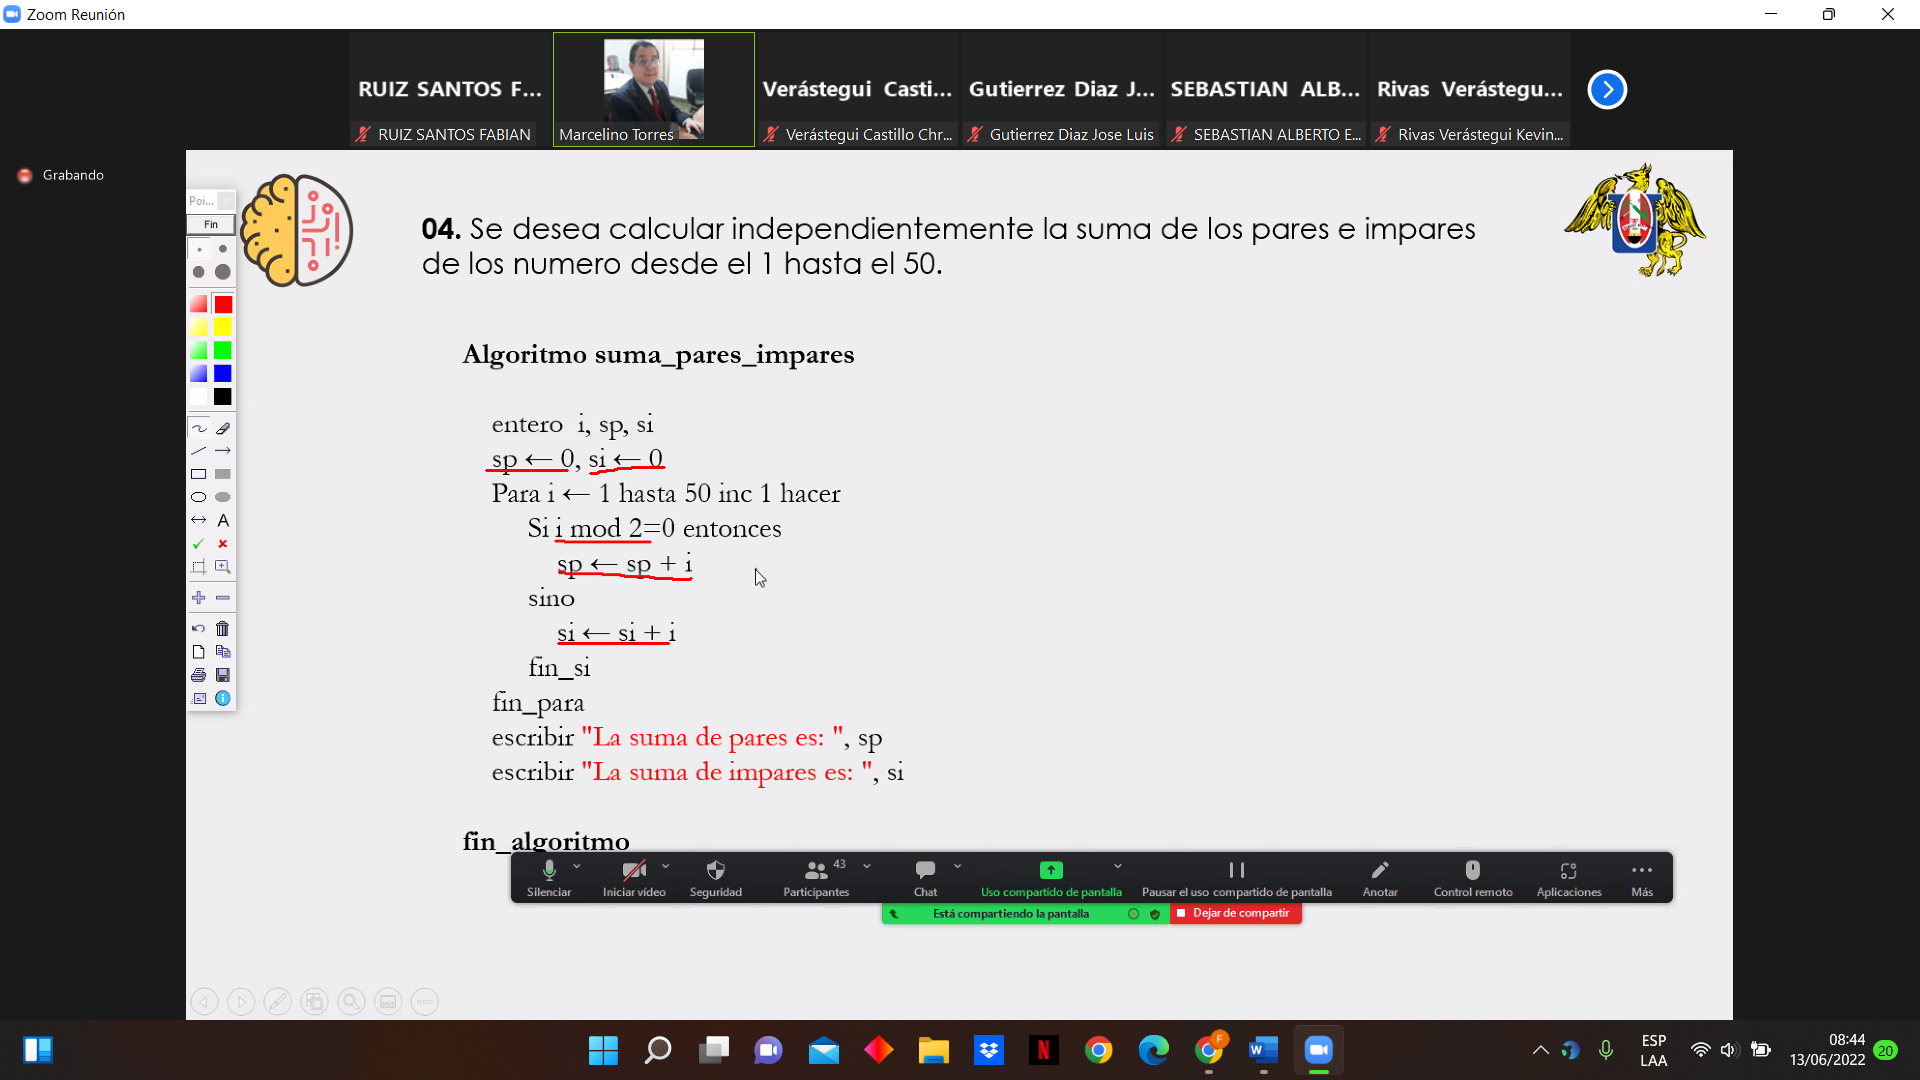 Zoom Reunión
RUIZ SANTOS F...
Verástegui Casti...
Gutierrez Diaz J...
SEBASTIAN ALB...
Rivas Verástegu...
RUIZ SANTOS FABIAN
Marcelino Torres
Verástegui Castillo Chr...
Gutierrez Diaz Jose Luis
SEBASTIAN ALBERTO E...
Rivas Verástegui Kevin...
Grabando
Poi...
Fin
A
04. Se desea calcular independientemente la suma de los pares e impares
de los numero desde el 1 hasta el 50.
Algoritmo suma_pares_impares
entero i, sp, si
sp ← 0, si ← 0
Para i ← 1 hasta 50 inc 1 hacer
Si i mod 2=0 entonces
sp ← sp + i
sino
si ← si + i
fin_si
fin_para
escribir "La suma de pares es: ", sp
escribir "La suma de impares es: ", si
fin_algoritmo
43
Silenciar
Iniciar vídeo
Seguridad
Participantes
Chat
Uso compartido de pantalla
Pausar el uso compartido de pantalla
Anotar
Control remoto
Aplicaciones
Más
Está compartiendo la pantalla
Dejar de compartir
ESP
LAA
08:44
13/06/2022
20